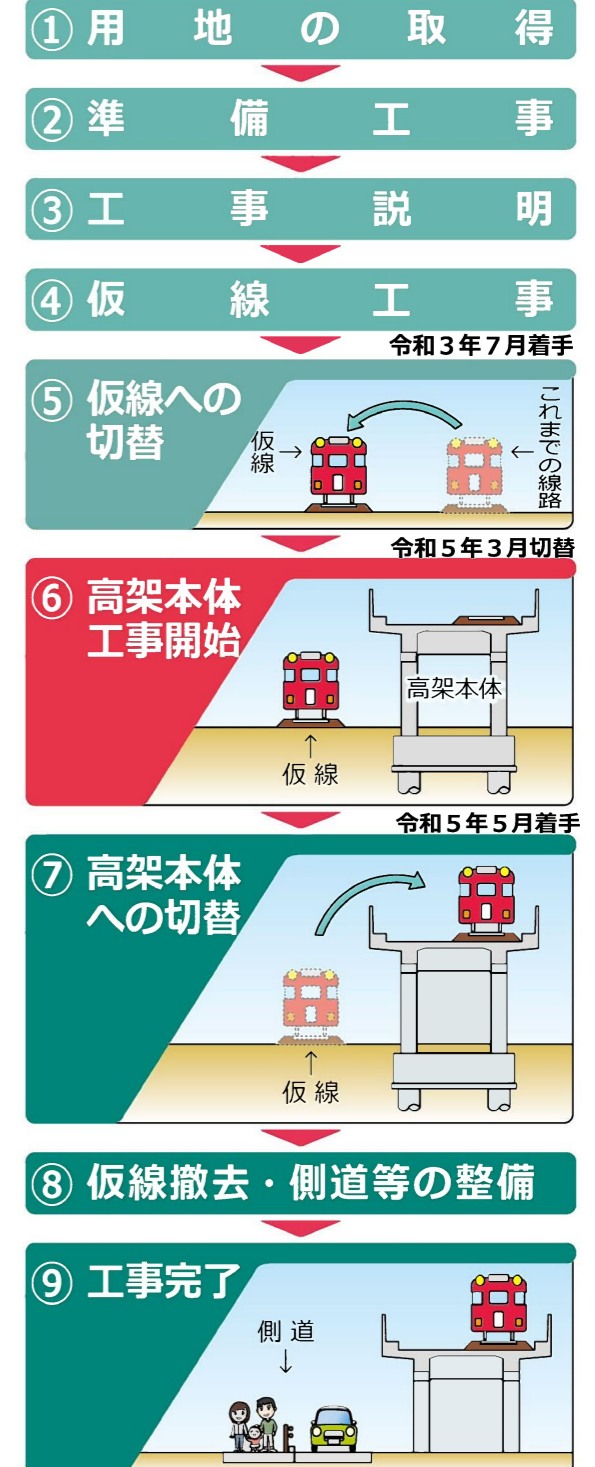 ① 用地の取得
② 準備工事
③ 工事説明
④ 仮線工事
令和３年７月着手
⑤ 仮線への
切替
仮線→
←これまでの線路
令和５年３月切替
⑥ 高架本体
工事開始
高架本体
↑
仮線
令和５年５月着手
⑦ 高架本体
への切替
↑
仮線
⑧ 仮線撤去・側道等の整備
⑨ 工事完了
側道
↓